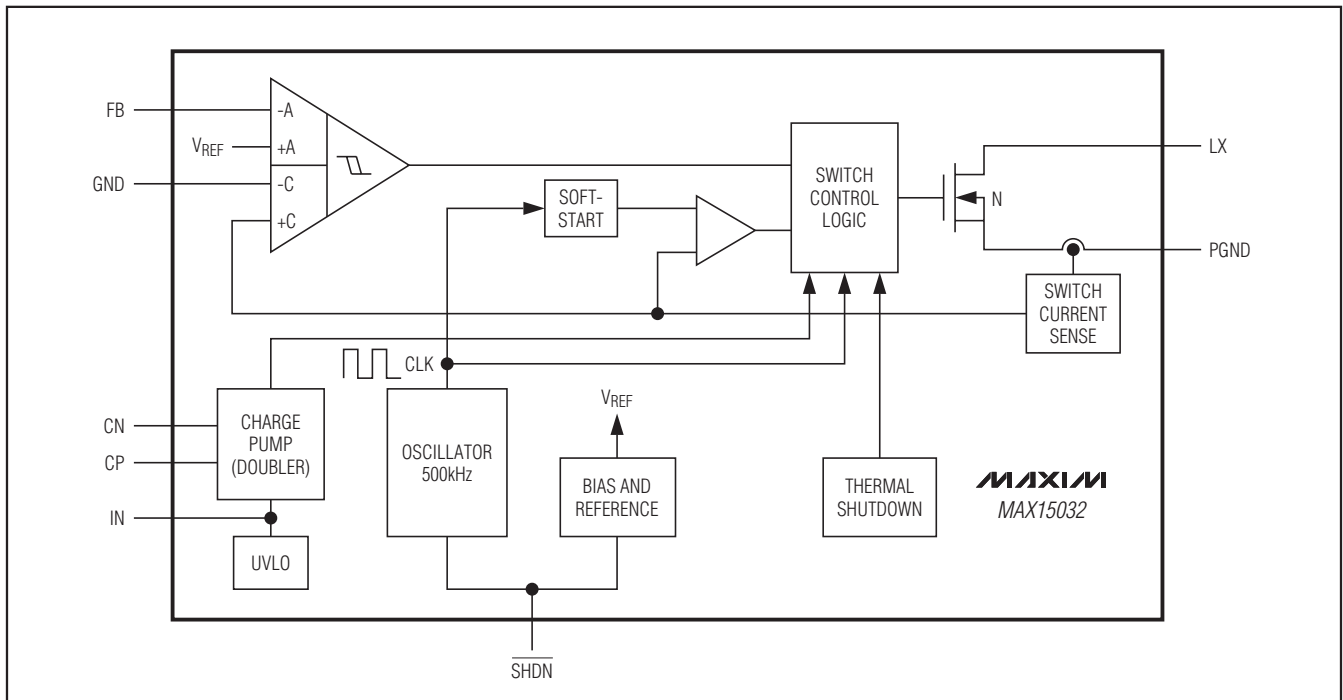 FB
VREF
GND
-A
+A
-C
+C
SOFT-
START
SWITCH
CONTROL
LOGIC
N
LX
PGND
SWITCH
CURRENT
SENSE
CLK
CN
CP
IN
CHARGE
PUMP
(DOUBLER)
UVLO
OSCILLATOR
500kHz
VREF
BIAS AND
REFERENCE
THERMAL
SHUTDOWN
MAXIM
MAX15032
SHDN